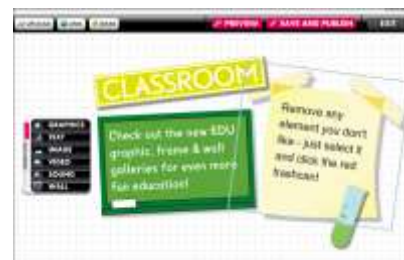 PREVIEW
SAVE AND PUBLISH
EXIT
CLASSROOM
GRAPHICS
TEXT
IMAGE
VIDEO
SOUND
WALL
Check out the new EDU
graphic, frame & wall
galleries for even more
fun education!
Remove any
element you don't
like - just select it
and click the red
trashcan!